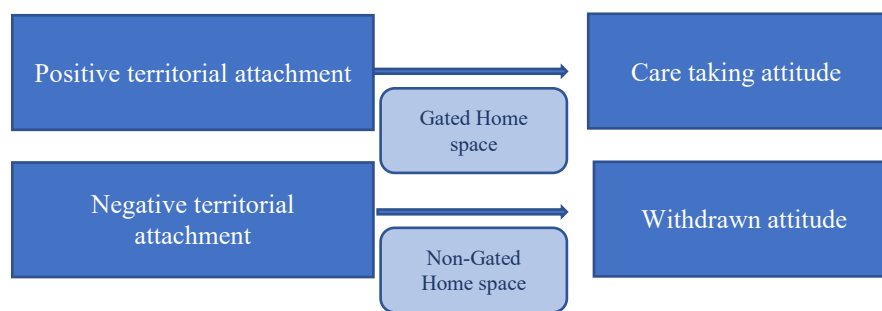 Positive territorial attachment
Care taking attitude
Gated Home
space
Negative territorial
attachment
Withdrawn attitude
Non-Gated
Home space